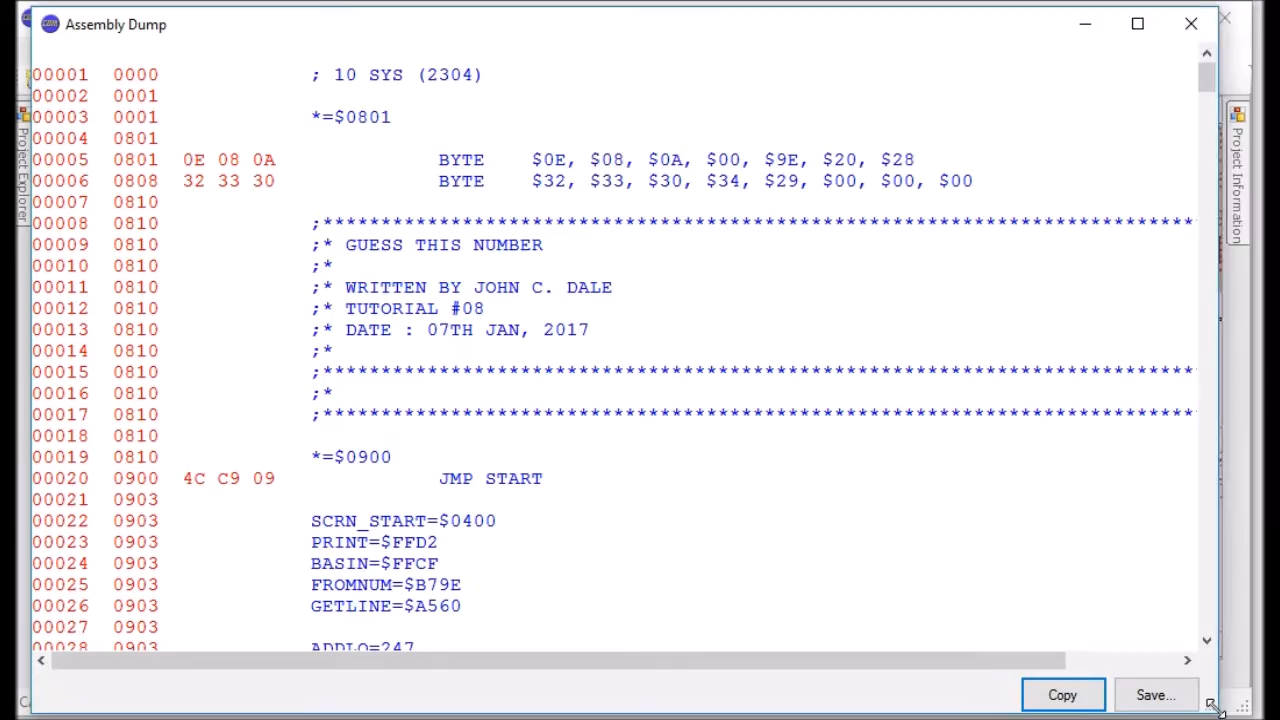 Assembly Dump
00001 0000 ; 10 SYS (2304)
00002 0001
00003 0001 *=$0801
00004 0801
00005 0801 0E 08 0A BYTE $0E, $08, $0A, $00, $9E, $20, $28
00006 0808 32 33 30 BYTE $32, $33, $30, $34, $29, $00, $00, $00
00007 0810
00008 0810 ;****************************************************************************
00009 0810 ;* GUESS THIS NUMBER
00010 0810 ;*
00011 0810 ;* WRITTEN BY JOHN C. DALE
00012 0810 ;* TUTORIAL #08
00013 0810 ;* DATE : 07TH JAN, 2017
00014 0810 ;*
00015 0810 ;****************************************************************************
00016 0810 ;*
00017 0810 ;****************************************************************************
00018 0810
00019 0810 *=$0900
00020 0900 4C C9 09 JMP START
00021 0903
00022 0903 SCRN_START=$0400
00023 0903 PRINT=$FFD2
00024 0903 BASIN=$FFCF
00025 0903 FROMNUM=$B79E
00026 0903 GETLINE=$A560
00027 0903
00028 0903 ADDLO=247
Copy Save...
Project Explorer
Project Information